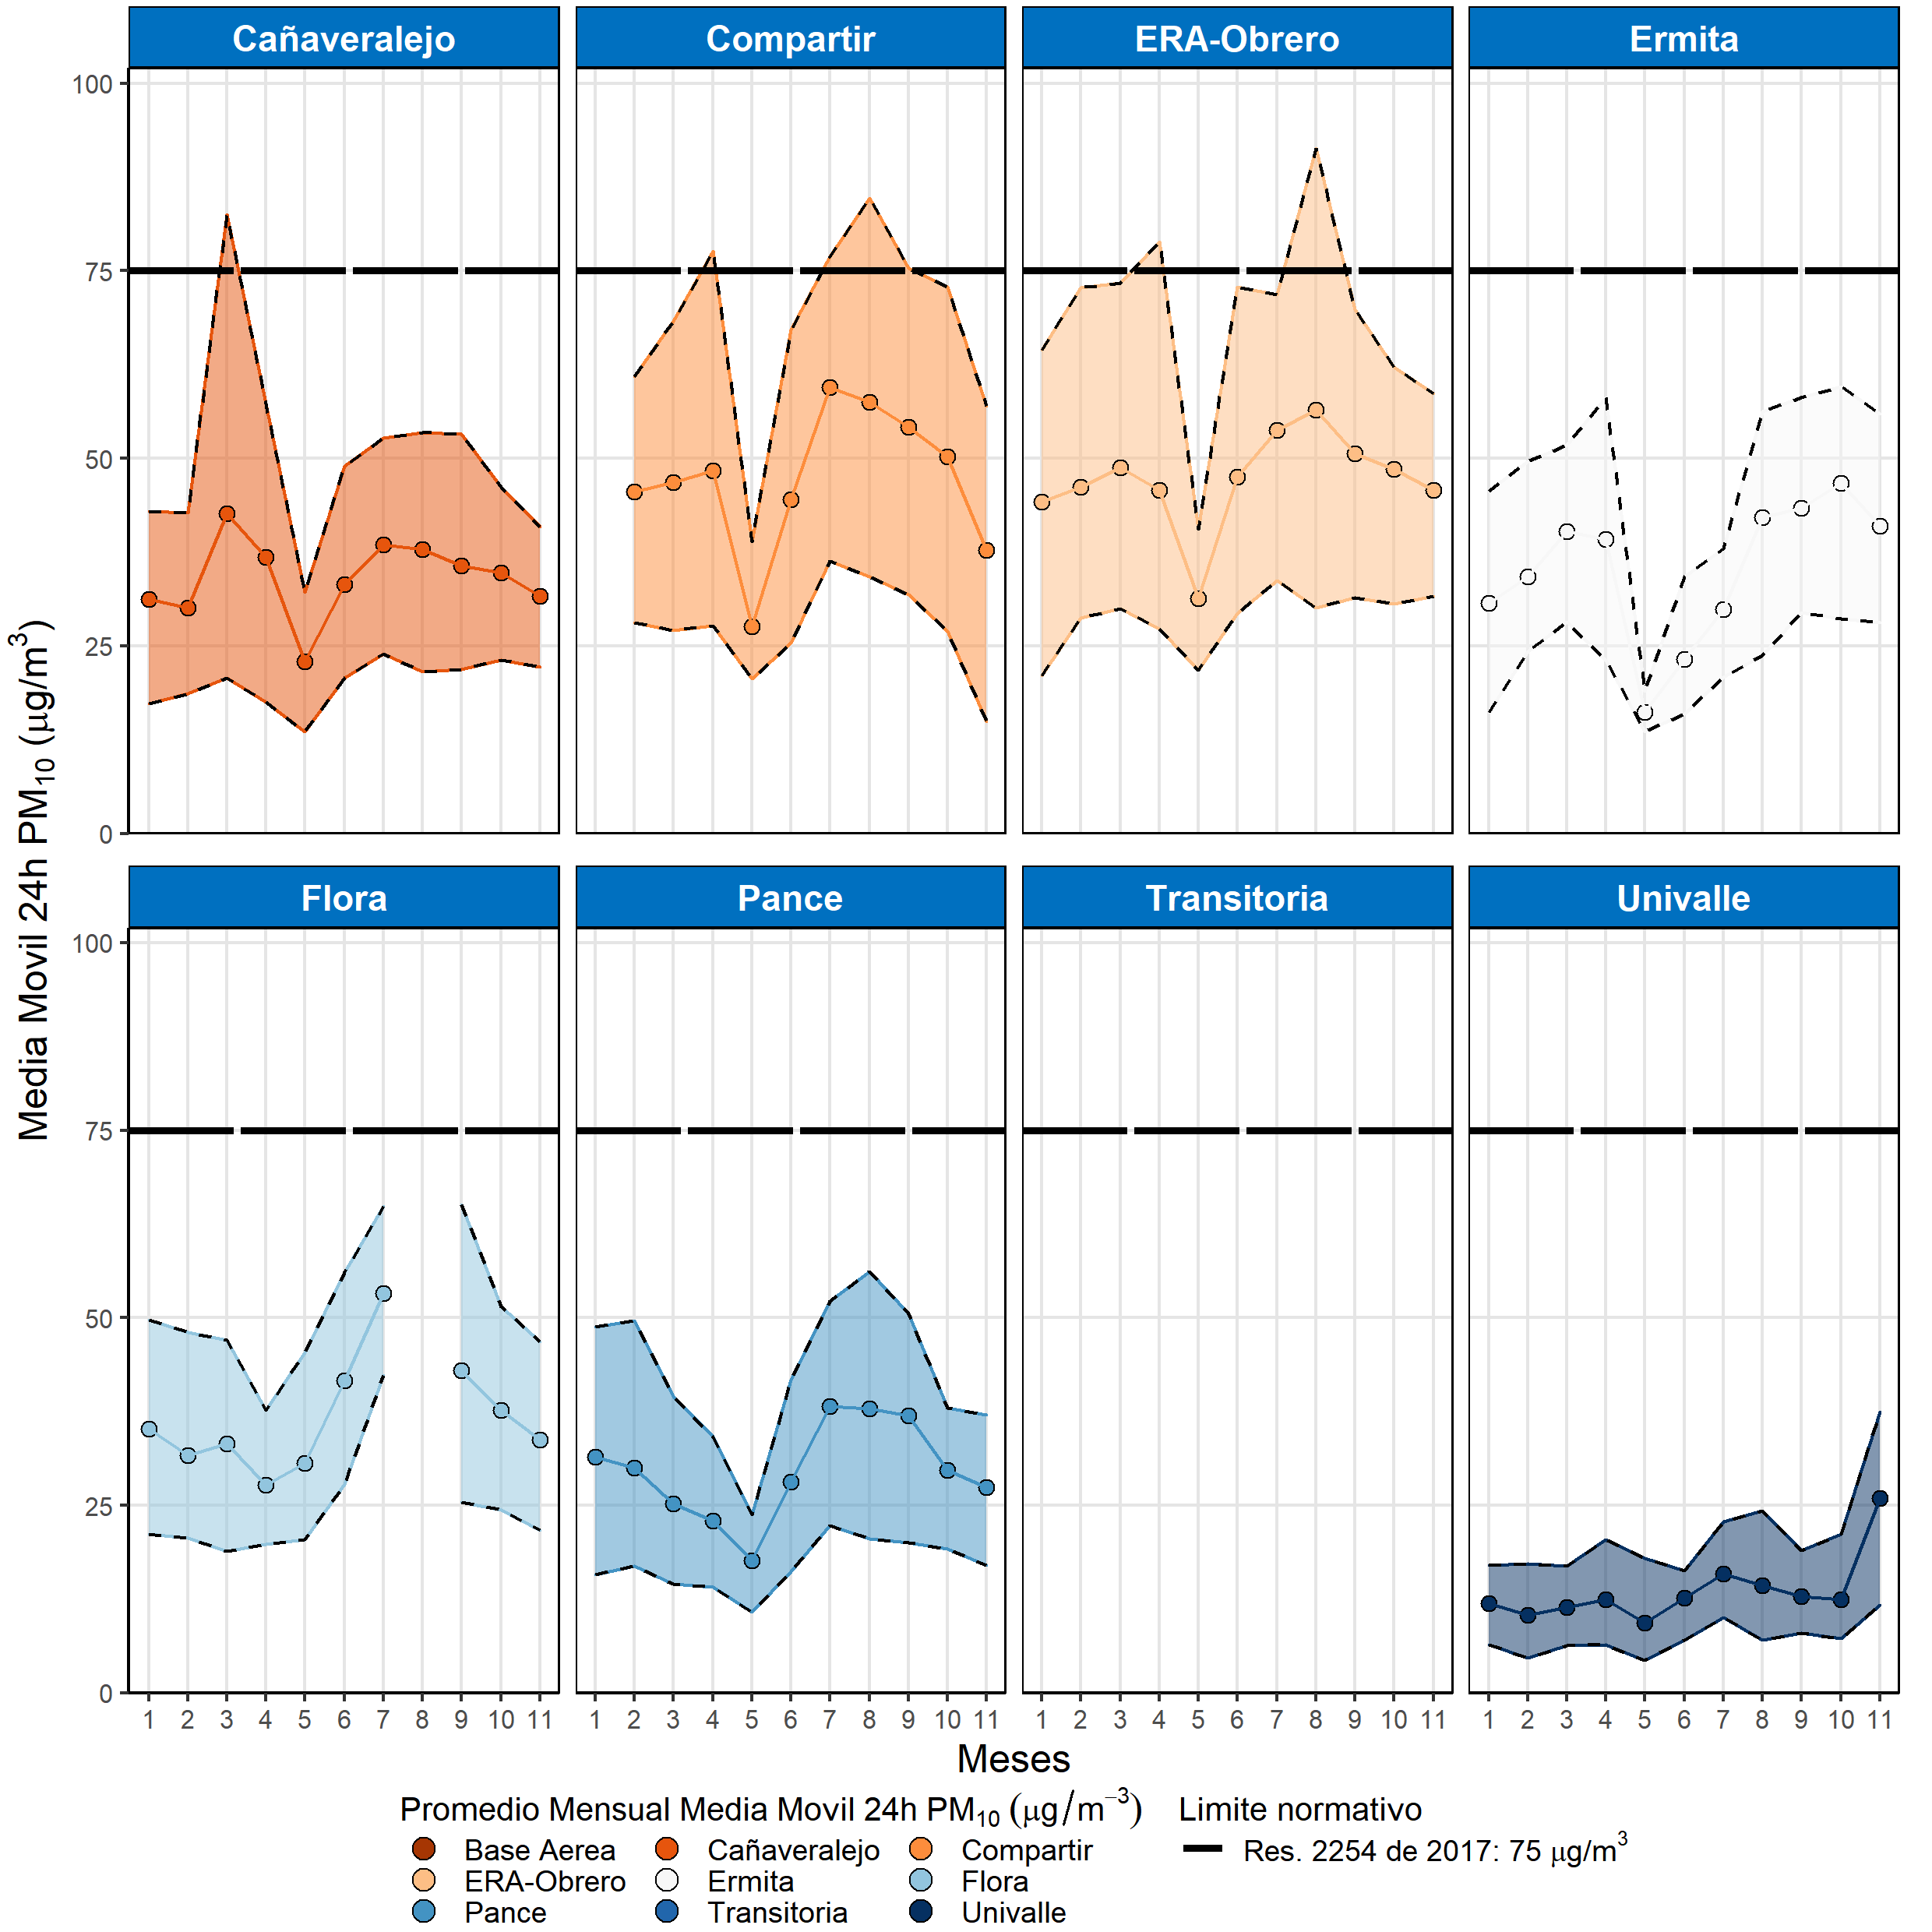 Cañaveralejo Compartir ERA-Obrero Ermita
100
75
50
25
0
Media Movil 24h PM10 (μg/m3)
Flora Pance Transitoria Univalle
100
75
50
25
0
1 2 3 4 5 6 7 8 9 10 11 1 2 3 4 5 6 7 8 9 10 11 1 2 3 4 5 6 7 8 9 10 11 1 2 3 4 5 6 7 8 9 10 11
Meses
Promedio Mensual Media Movil 24h PM10 (μg/m−3) Limite normativo
Base Aerea Cañaveralejo Compartir Res. 2254 de 2017: 75 μg/m3
ERA-Obrero Ermita Flora
Pance Transitoria Univalle